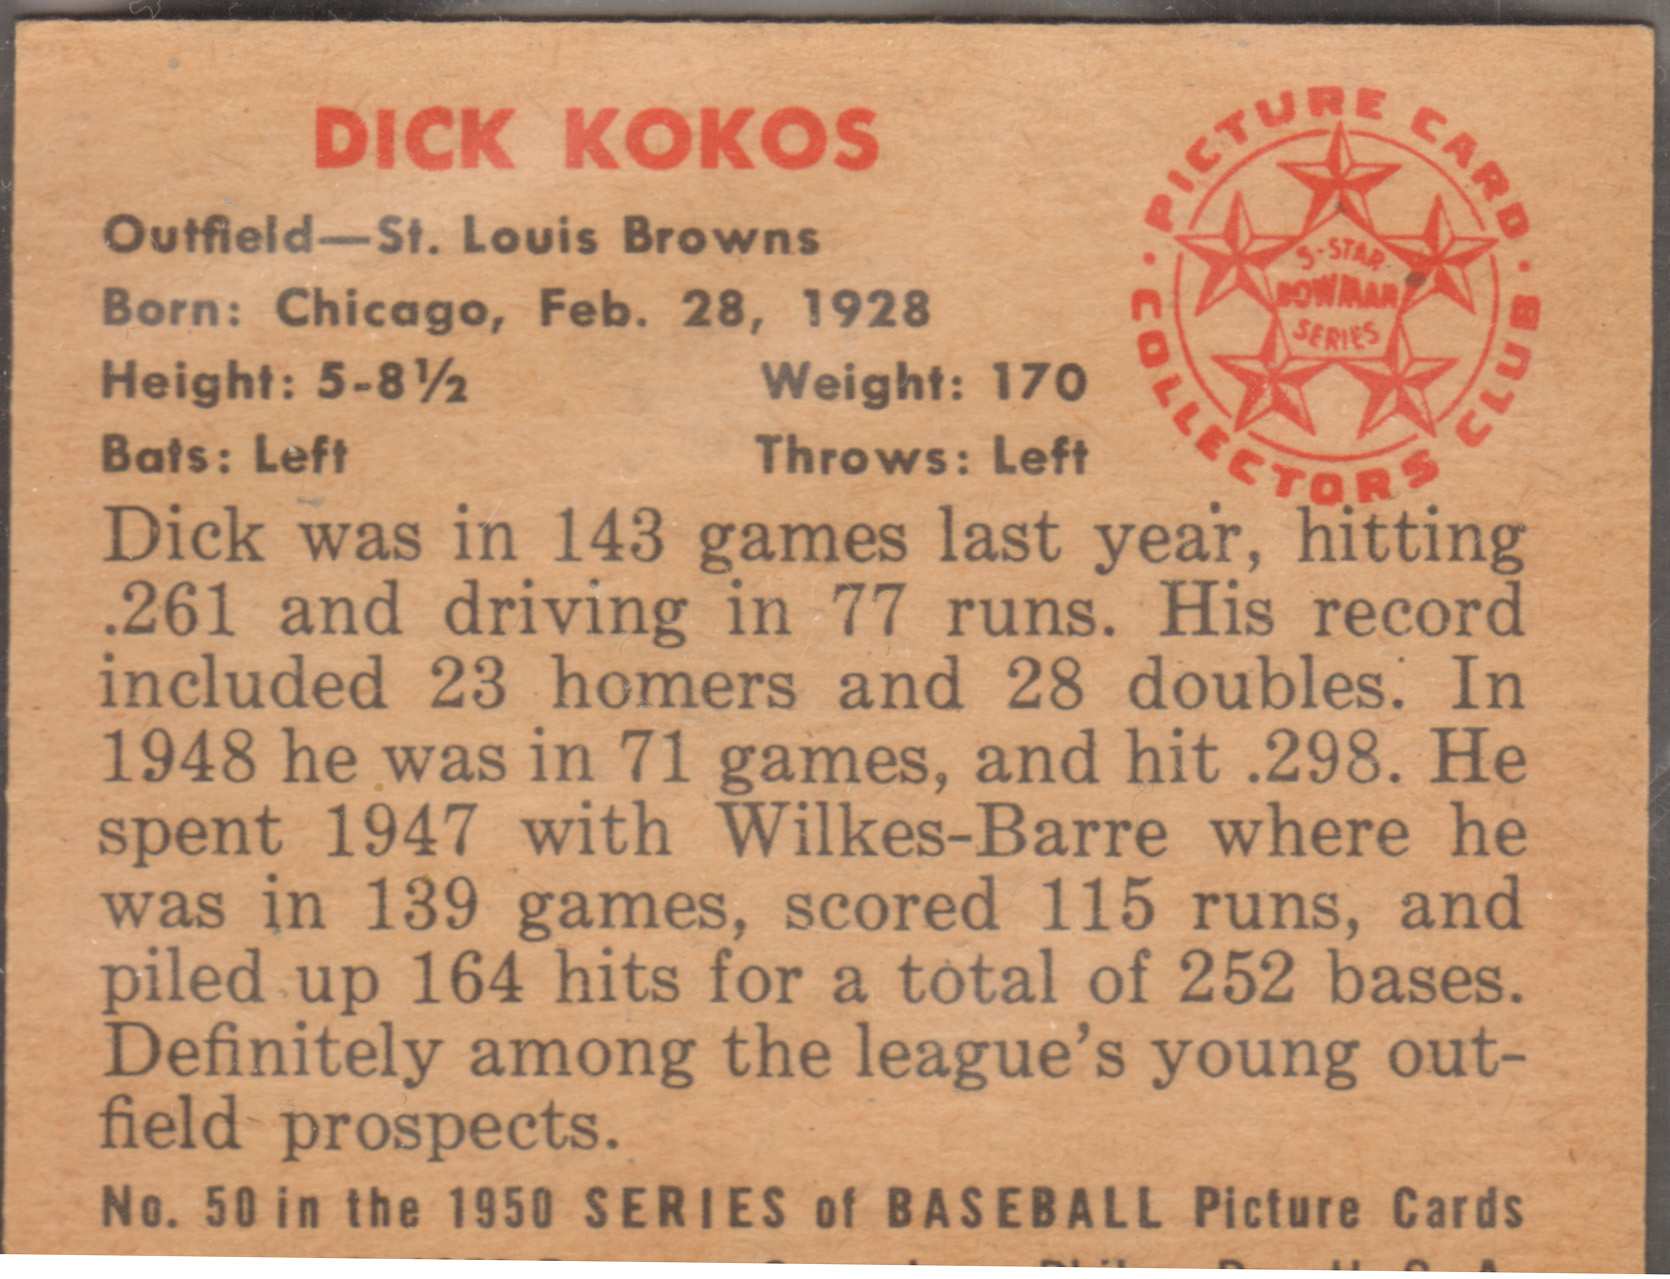 DICK KOKOS
PICTURE CARD
COLLECTORS CLUB
5-STAR
BOWMAN
SERIES
Outfield—St. Louis Browns
Born: Chicago, Feb. 28, 1928
Height: 5-8½ Weight: 170
Bats: Left Throws: Left
Dick was in 143 games last year, hitting
.261 and driving in 77 runs. His record
included 23 homers and 28 doubles. In
1948 he was in 71 games, and hit .298. He
spent 1947 with Wilkes-Barre where he
was in 139 games, scored 115 runs, and
piled up 164 hits for a total of 252 bases.
Definitely among the league's young out-
field prospects.
No. 50 in the 1950 SERIES of BASEBALL Picture Cards